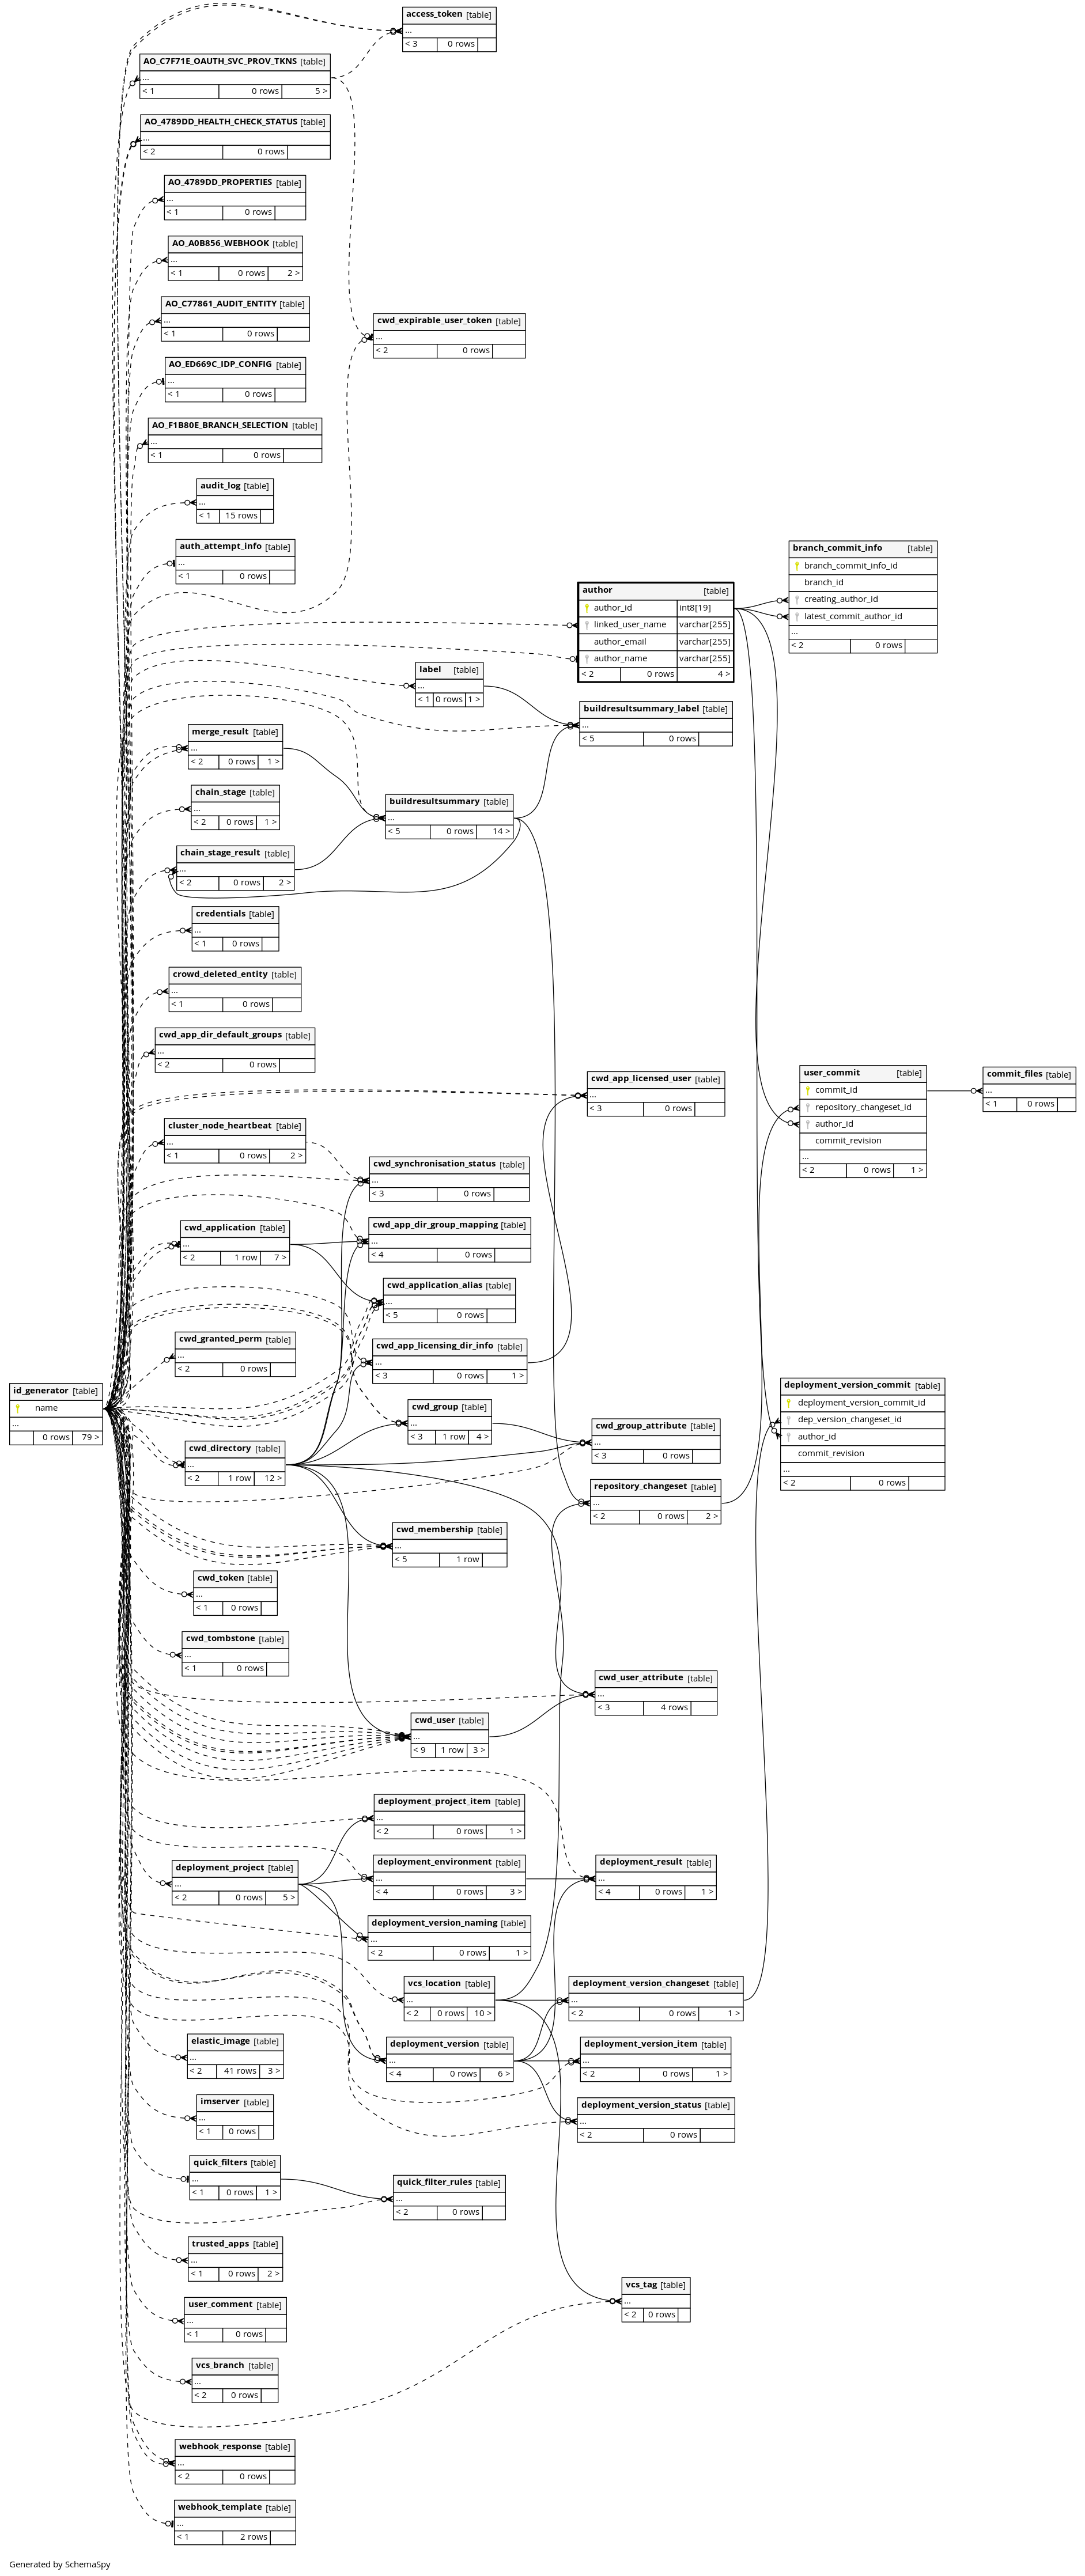 access_token [table]
...
< 3 0 rows
AO_C7F71E_OAUTH_SVC_PROV_TKNS [table]
...
< 1 0 rows 5 >
AO_4789DD_HEALTH_CHECK_STATUS [table]
...
< 2 0 rows
AO_4789DD_PROPERTIES [table]
...
< 1 0 rows
AO_A0B856_WEBHOOK [table]
...
< 1 0 rows 2 >
AO_C77861_AUDIT_ENTITY [table]
...
< 1 0 rows
cwd_expirable_user_token [table]
...
< 2 0 rows
AO_ED669C_IDP_CONFIG [table]
...
< 1 0 rows
AO_F1B80E_BRANCH_SELECTION [table]
...
< 1 0 rows
audit_log [table]
...
< 1 15 rows
auth_attempt_info [table]
...
< 1 0 rows
branch_commit_info [table]
branch_commit_info_id
branch_id
creating_author_id
latest_commit_author_id
...
< 2 0 rows
author [table]
author_id int8[19]
linked_user_name varchar[255]
author_email varchar[255]
author_name varchar[255]
< 2 0 rows 4 >
label [table]
...
< 1 0 rows 1 >
buildresultsummary_label [table]
...
< 5 0 rows
merge_result [table]
...
< 2 0 rows 1 >
chain_stage [table]
...
< 2 0 rows 1 >
buildresultsummary [table]
...
< 5 0 rows 14 >
chain_stage_result [table]
...
< 2 0 rows 2 >
credentials [table]
...
< 1 0 rows
crowd_deleted_entity [table]
...
< 1 0 rows
cwd_app_dir_default_groups [table]
...
< 2 0 rows
cwd_app_licensed_user [table]
...
< 3 0 rows
user_commit [table]
commit_id
repository_changeset_id
author_id
commit_revision
...
< 2 0 rows 1 >
commit_files [table]
...
< 1 0 rows
cluster_node_heartbeat [table]
...
< 1 0 rows 2 >
cwd_synchronisation_status [table]
...
< 3 0 rows
cwd_application [table]
...
< 2 1 row 7 >
cwd_app_dir_group_mapping [table]
...
< 4 0 rows
cwd_application_alias [table]
...
< 5 0 rows
cwd_granted_perm [table]
...
< 2 0 rows
cwd_app_licensing_dir_info [table]
...
< 3 0 rows 1 >
id_generator [table]
name
...
0 rows 79 >
cwd_group [table]
...
< 3 1 row 4 >
deployment_version_commit [table]
deployment_version_commit_id
dep_version_changeset_id
author_id
commit_revision
...
< 2 0 rows
cwd_directory [table]
...
< 2 1 row 12 >
cwd_group_attribute [table]
...
< 3 0 rows
repository_changeset [table]
...
< 2 0 rows 2 >
cwd_membership [table]
...
< 5 1 row
cwd_token [table]
...
< 1 0 rows
cwd_tombstone [table]
...
< 1 0 rows
cwd_user_attribute [table]
...
< 3 4 rows
cwd_user [table]
...
< 9 1 row 3 >
deployment_project_item [table]
...
< 2 0 rows 1 >
deployment_project [table]
...
< 2 0 rows 5 >
deployment_environment [table]
...
< 4 0 rows 3 >
deployment_result [table]
...
< 4 0 rows 1 >
deployment_version_naming [table]
...
< 2 0 rows 1 >
vcs_location [table]
...
< 2 0 rows 10 >
deployment_version_changeset [table]
...
< 2 0 rows 1 >
elastic_image [table]
...
< 2 41 rows 3 >
deployment_version [table]
...
< 4 0 rows 6 >
deployment_version_item [table]
...
< 2 0 rows 1 >
imserver [table]
...
< 1 0 rows
deployment_version_status [table]
...
< 2 0 rows
quick_filters [table]
...
< 1 0 rows 1 >
quick_filter_rules [table]
...
< 2 0 rows
trusted_apps [table]
...
< 1 0 rows 2 >
vcs_tag [table]
...
< 2 0 rows
user_comment [table]
...
< 1 0 rows
vcs_branch [table]
...
< 2 0 rows
webhook_response [table]
...
< 2 0 rows
webhook_template [table]
...
< 1 2 rows
Generated by SchemaSpy